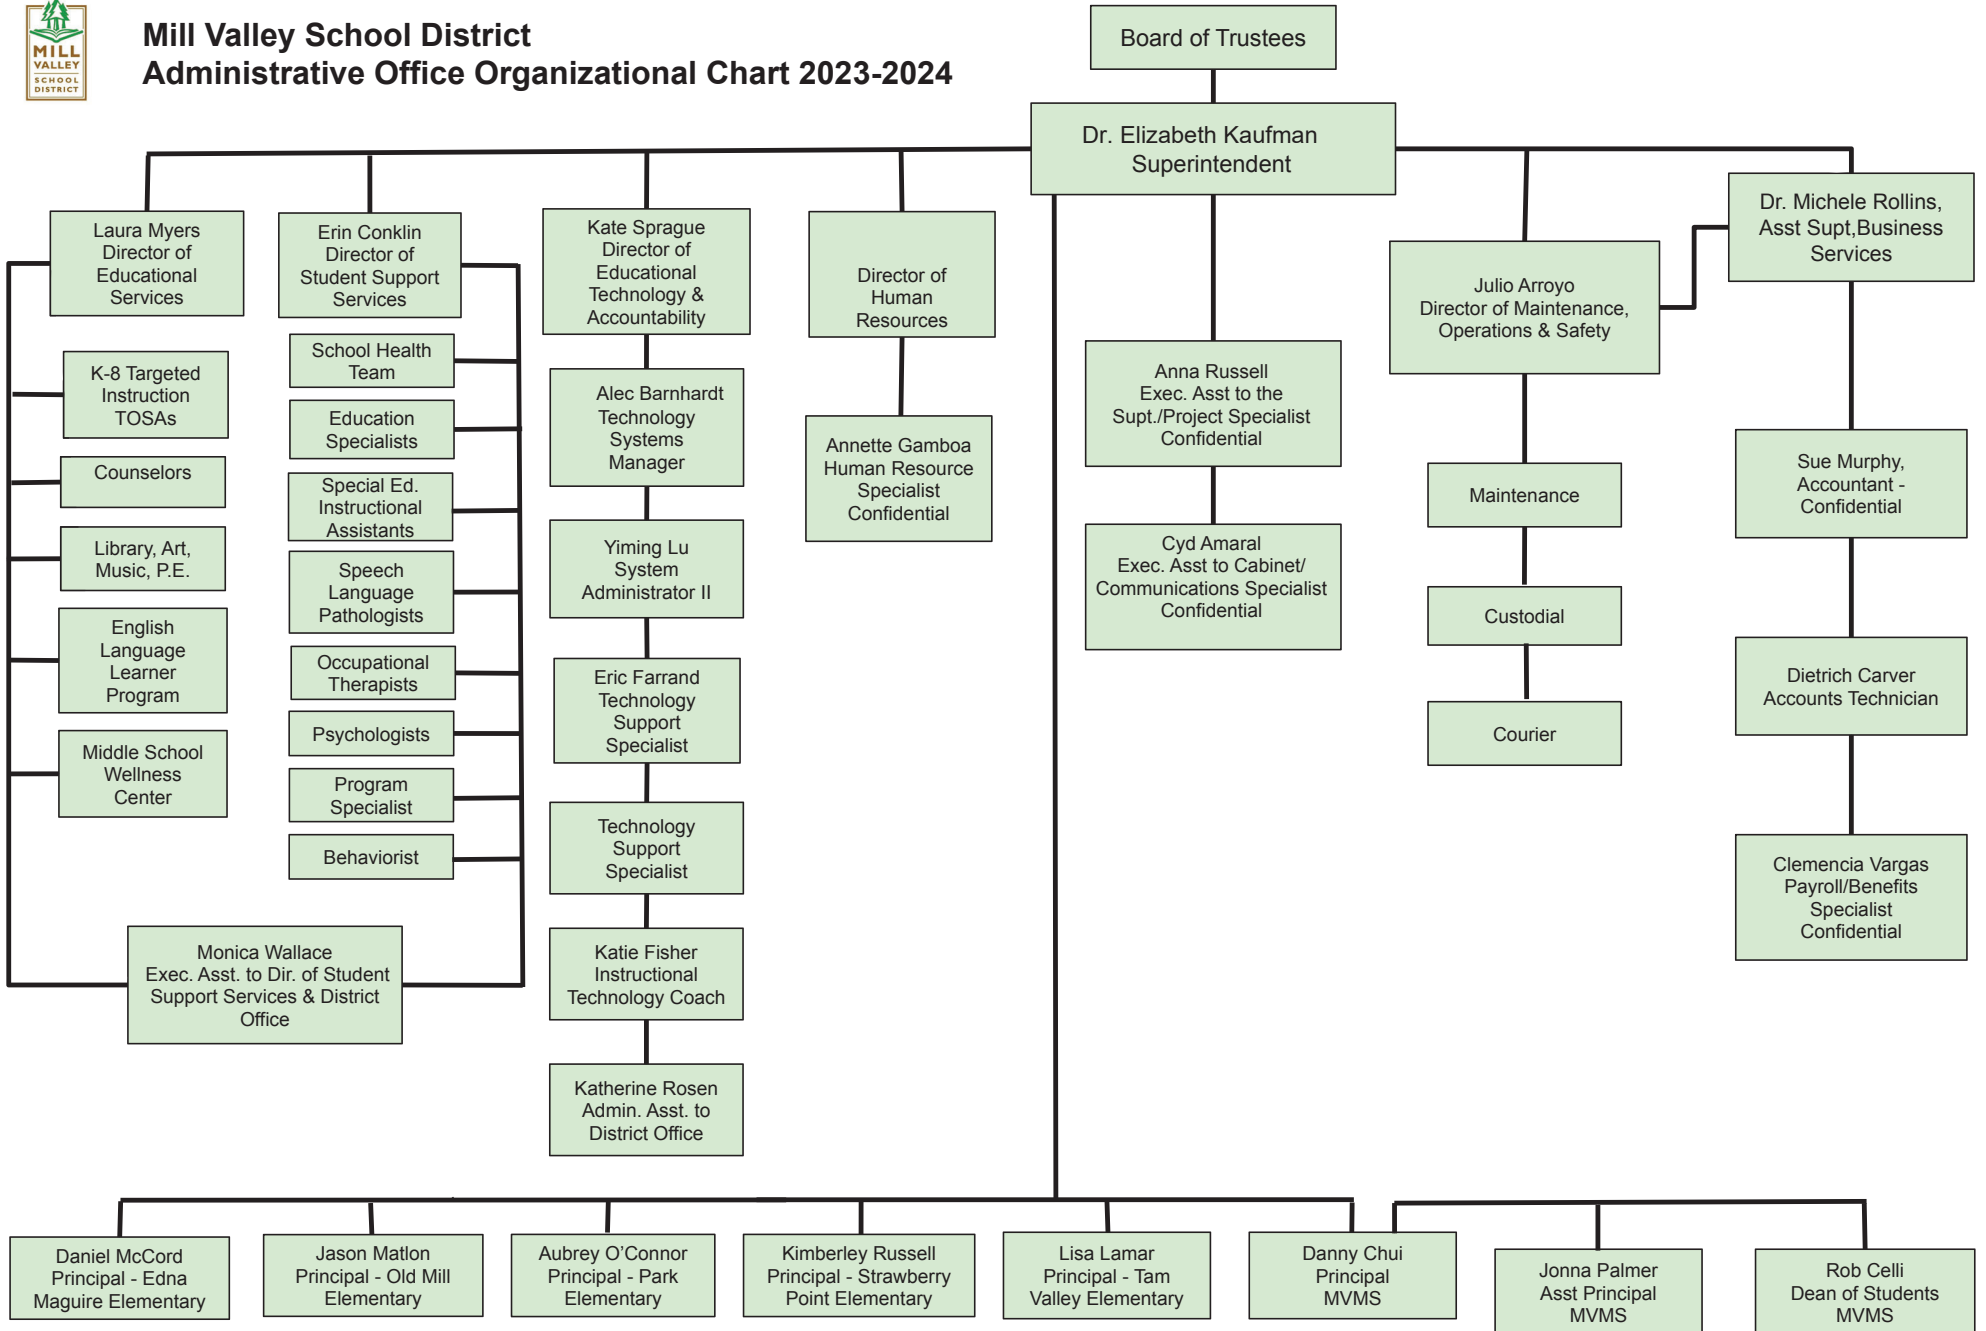 MILL
VALLEY
SCHOOL
DISTRICT
Mill Valley School District
Administrative Office Organizational Chart 2023-2024
Board of Trustees
Dr. Elizabeth Kaufman
Superintendent
Laura Myers
Director of
Educational
Services
K-8 Targeted
Instruction
TOSAs
Counselors
Library, Art,
Music, P.E.
English
Language
Learner
Program
Middle School
Wellness
Center
Erin Conklin
Director of
Student Support
Services
School Health
Team
Education
Specialists
Special Ed.
Instructional
Assistants
Speech
Language
Pathologists
Occupational
Therapists
Psychologists
Program
Specialist
Behaviorist
Monica Wallace
Exec. Asst. to Dir. of Student
Support Services & District
Office
Kate Sprague
Director of
Educational
Technology &
Accountability
Alec Barnhardt
Technology
Systems
Manager
Yiming Lu
System
Administrator II
Eric Farrand
Technology
Support
Specialist
Technology
Support
Specialist
Katie Fisher
Instructional
Technology Coach
Katherine Rosen
Admin. Asst. to
District Office
Director of
Human
Resources
Annette Gamboa
Human Resource
Specialist
Confidential
Anna Russell
Exec. Asst to the
Supt./Project Specialist
Confidential
Cyd Amaral
Exec. Asst to Cabinet/
Communications Specialist
Confidential
Julio Arroyo
Director of Maintenance,
Operations & Safety
Maintenance
Custodial
Courier
Dr. Michele Rollins,
Asst Supt,Business
Services
Sue Murphy,
Accountant -
Confidential
Dietrich Carver
Accounts Technician
Clemencia Vargas
Payroll/Benefits
Specialist
Confidential
Daniel McCord
Principal - Edna
Maguire Elementary
Jason Matlon
Principal - Old Mill
Elementary
Aubrey O’Connor
Principal - Park
Elementary
Kimberley Russell
Principal - Strawberry
Point Elementary
Lisa Lamar
Principal - Tam
Valley Elementary
Danny Chui
Principal
MVMS
Jonna Palmer
Asst Principal
MVMS
Rob Celli
Dean of Students
MVMS